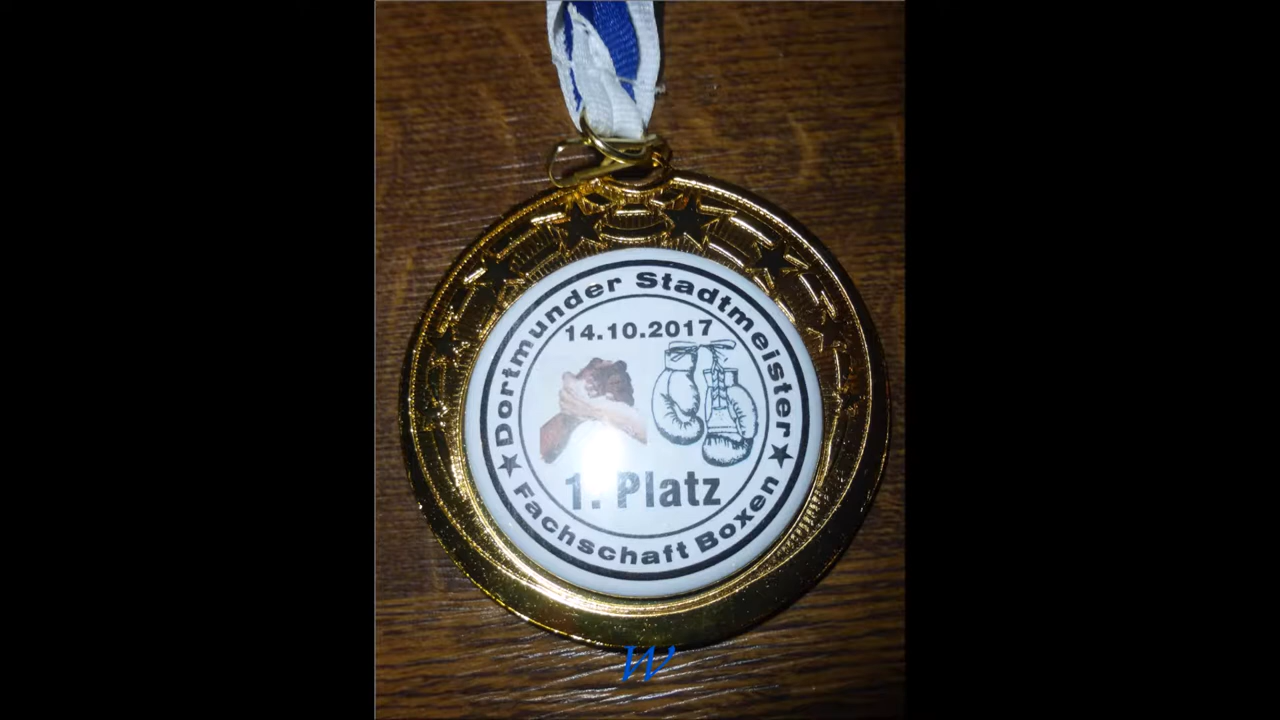 Dortmunder Stadtmeister
14.10.2017
1. Platz
★ Fachschaft Boxen ★
W